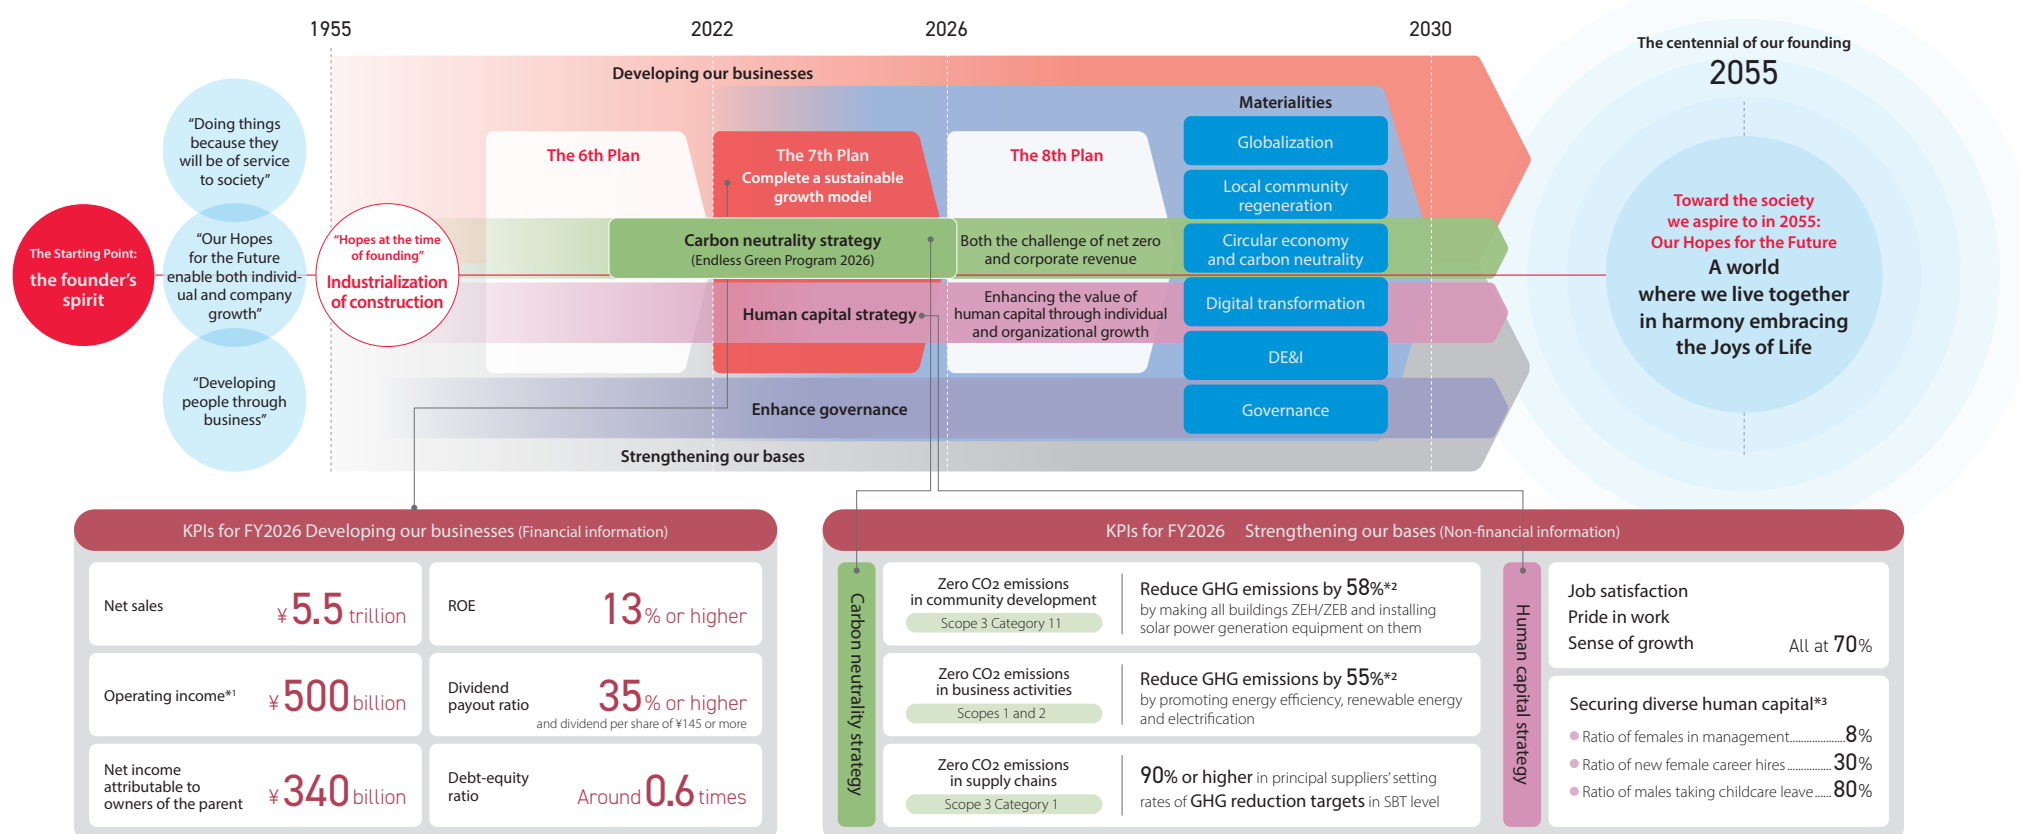 1955
2022
2026
2030
The centennial of our founding
2055
Developing our businesses
Materialities
"Doing things
because they
will be of service
to society"
"Our Hopes
for the Future
enable both individ-
ual and company
growth"
"Developing
people through
business"
The Starting Point:
the founder's
spirit
"Hopes at the time
of founding"
Industrialization
of construction
The 6th Plan
The 7th Plan
Complete a sustainable
growth model
The 8th Plan
Carbon neutrality strategy
(Endless Green Program 2026)
Both the challenge of net zero
and corporate revenue
Human capital strategy
Enhancing the value of
human capital through individual
and organizational growth
Enhance governance
Strengthening our bases
Globalization
Local community
regeneration
Circular economy
and carbon neutrality
Digital transformation
DE&I
Governance
Toward the society
we aspire to in 2055:
Our Hopes for the Future
A world
where we live together
in harmony embracing
the Joys of Life
KPIs for FY2026 Developing our businesses (Financial information)
Net sales
¥5.5 trillion
ROE
13% or higher
Operating income*1
¥500 billion
Dividend
payout ratio
35% or higher
and dividend per share of ¥145 or more
Net income
attributable to
owners of the parent
¥340 billion
Debt-equity
ratio
Around 0.6 times
KPIs for FY2026 Strengthening our bases (Non-financial information)
Carbon neutrality strategy
Zero CO2 emissions
in community development
Scope 3 Category 11
Reduce GHG emissions by 58%*2
by making all buildings ZEH/ZEB and installing
solar power generation equipment on them
Zero CO2 emissions
in business activities
Scopes 1 and 2
Reduce GHG emissions by 55%*2
by promoting energy efficiency, renewable energy
and electrification
Zero CO2 emissions
in supply chains
Scope 3 Category 1
90% or higher in principal suppliers' setting
rates of GHG reduction targets in SBT level
Human capital strategy
Job satisfaction
Pride in work
Sense of growth All at 70%
Securing diverse human capital*3
Ratio of females in management....................8%
Ratio of new female career hires................30%
Ratio of males taking childcare leave......80%